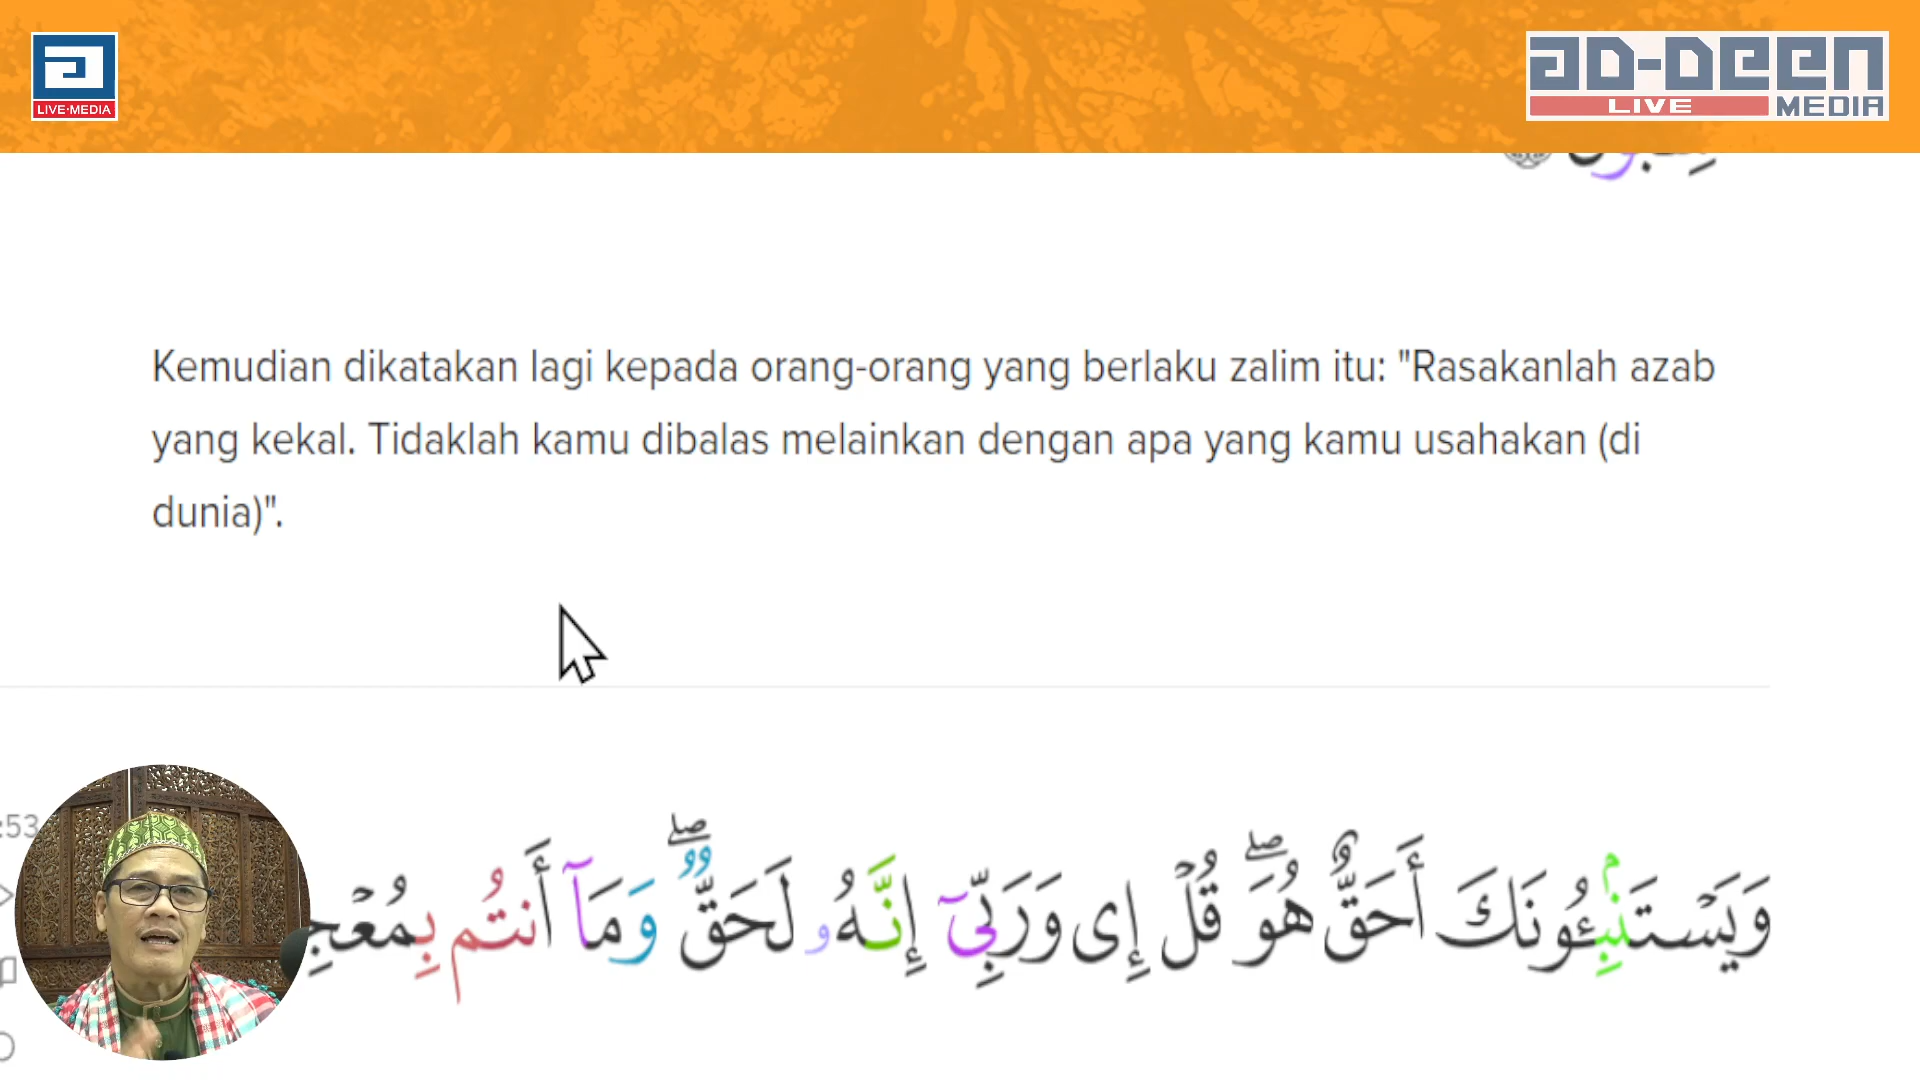 LIVE·MEDIA
AD-DEEN
LIVE MEDIA
Kemudian dikatakan lagi kepada orang-orang yang berlaku zalim itu: "Rasakanlah azab
yang kekal. Tidaklah kamu dibalas melainkan dengan apa yang kamu usahakan (di
dunia)".
:53
وَيَسْتَنۢبِـُٔونَكَ أَحَقٌّ هُوَ ۖ قُلْ إِى وَرَبِّىٓ إِنَّهُۥ لَحَقٌّ ۖ وَمَآ أَنتُم